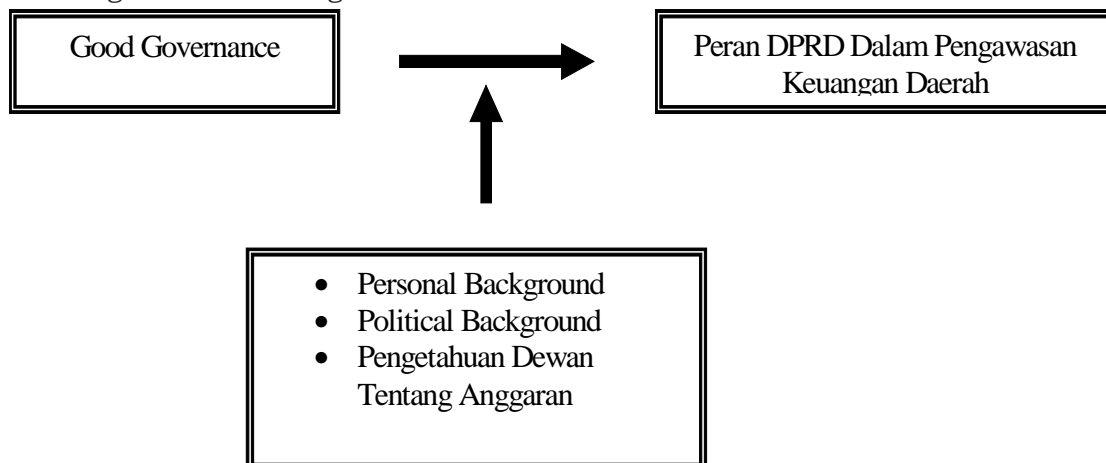 Good Governance
Peran DPRD Dalam Pengawasan
Keuangan Daerah
• Personal Background
• Political Background
• Pengetahuan Dewan
Tentang Anggaran